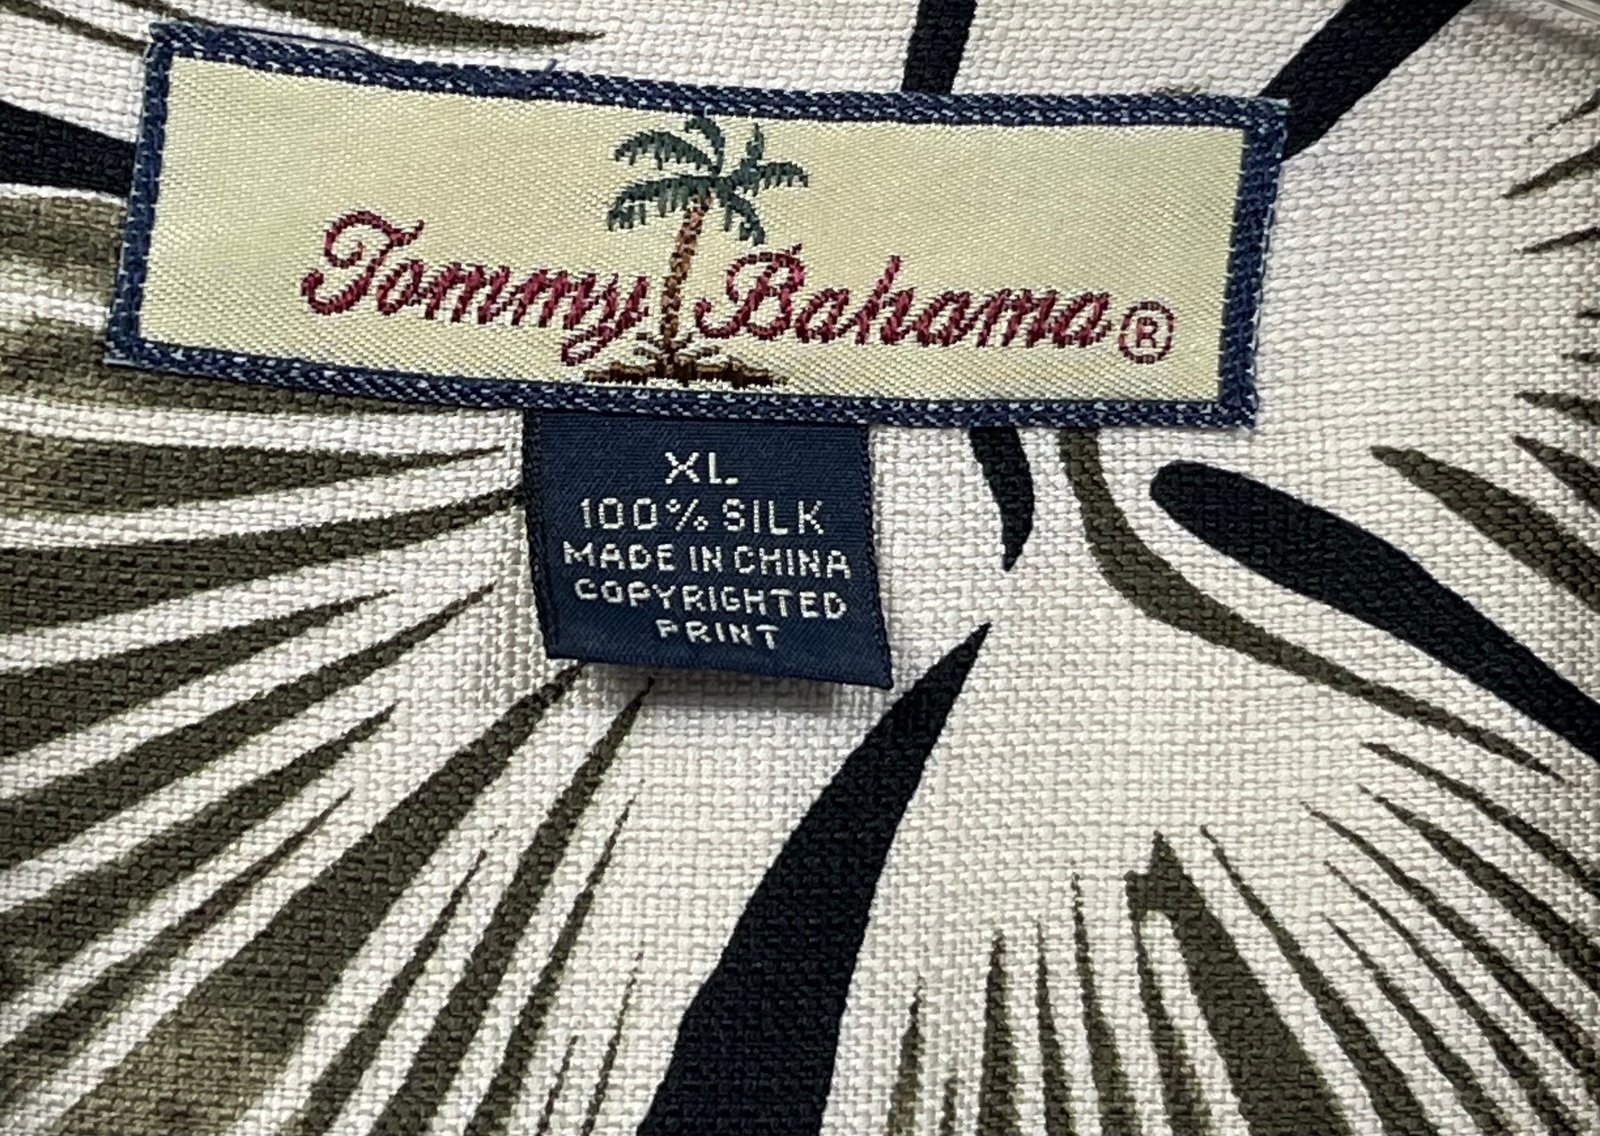 Tommy Bahama®
XL
100% SILK
MADE IN CHINA
COPYRIGHTED
PRINT